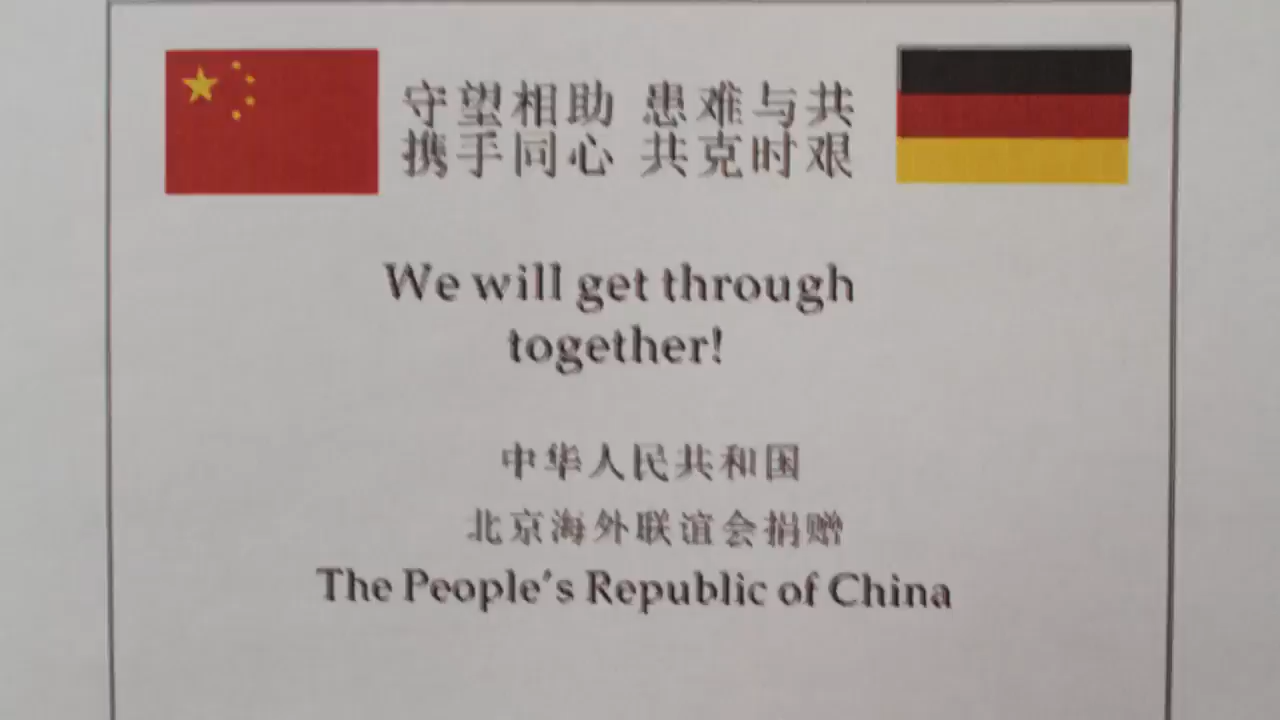 守望相助 患难与共
携手同心 共克时艰
We will get through
together!
中华人民共和国
北京海外联谊会捐赠
The People's Republic of China